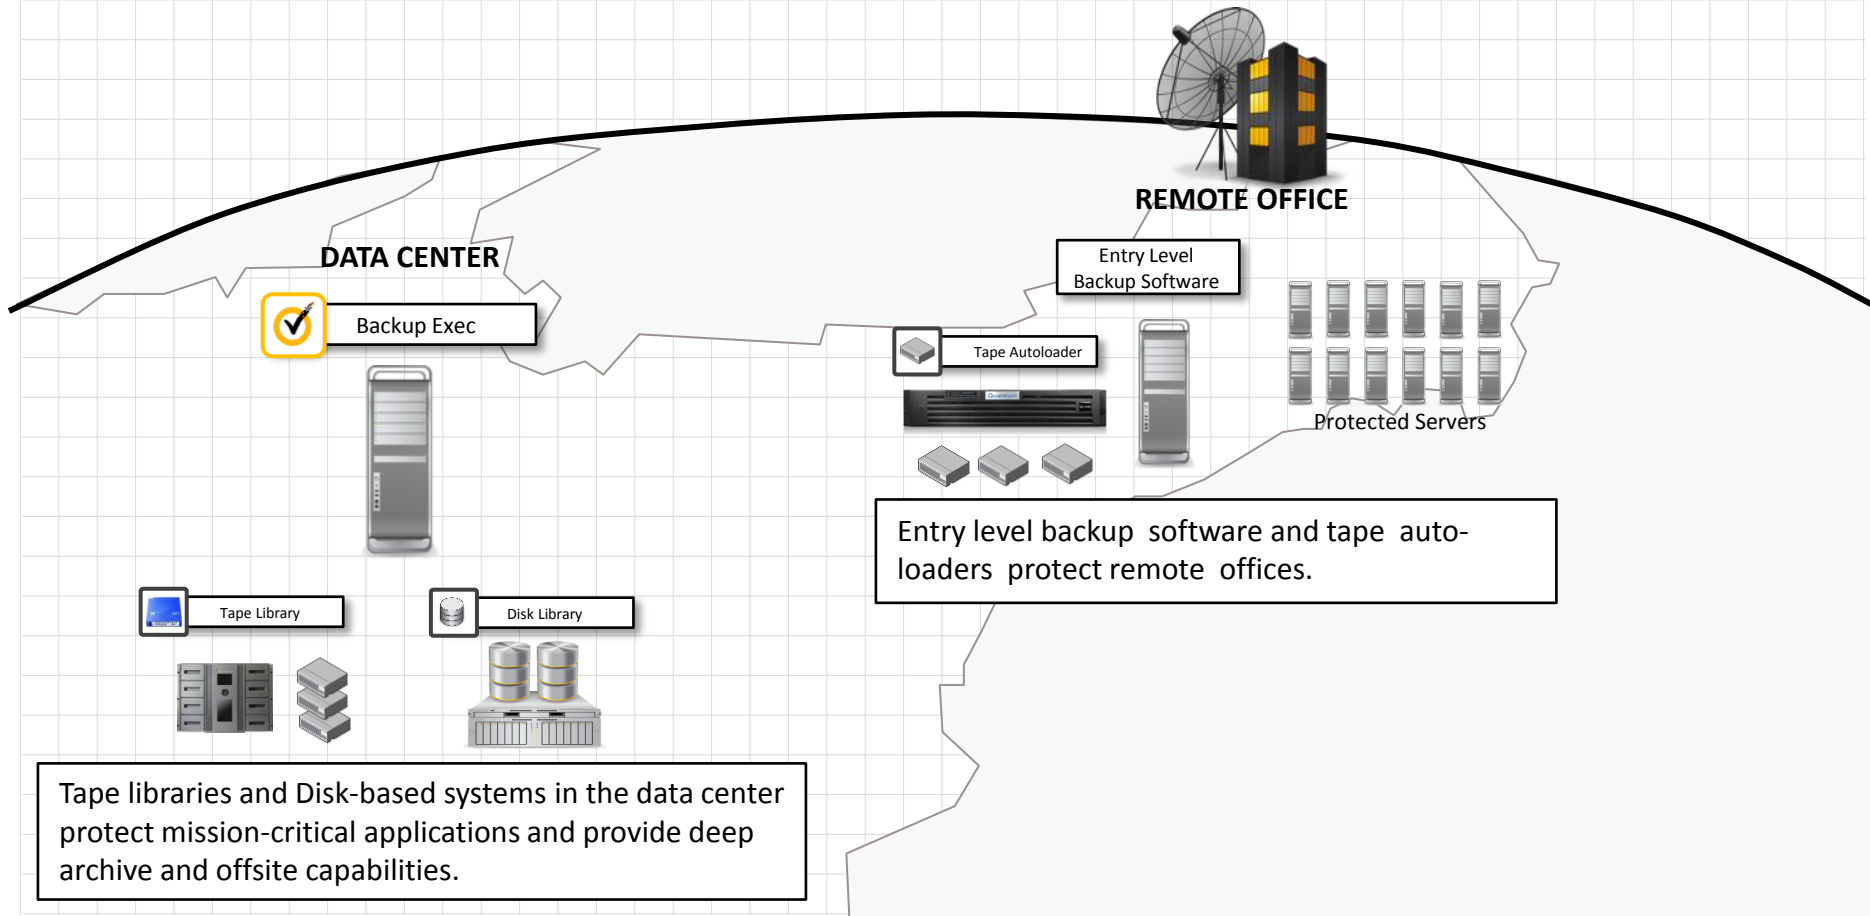 REMOTE OFFICE
DATA CENTER
Entry Level
Backup Software
Backup Exec
Tape Autoloader
Quantum
Protected Servers
Entry level backup software and tape auto-
loaders protect remote offices.
Tape Library
Disk Library
Tape libraries and Disk-based systems in the data center
protect mission-critical applications and provide deep
archive and offsite capabilities.